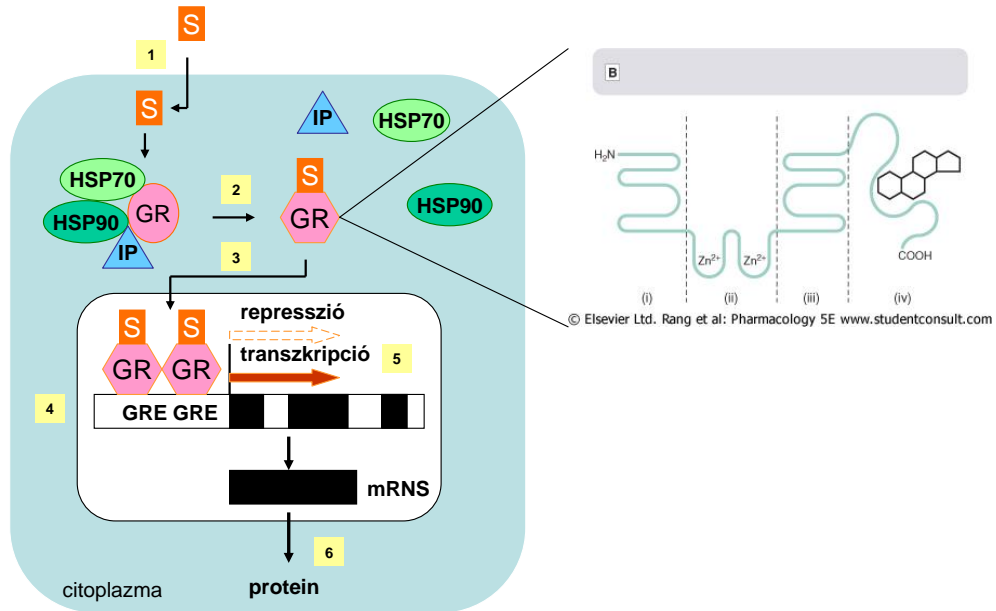 S
1
S
HSP70
HSP90
GR
IP
2
IP
HSP70
S
GR
HSP90
3
S
S
GR
GR
GRE GRE
represszió
transzkripció
5
4
mRNS
6
protein
citoplazma
B
H₂N
Zn²⁺
Zn²⁺
COOH
(i)
(ii)
(iii)
(iv)
© Elsevier Ltd. Rang et al: Pharmacology 5E www.studentconsult.com